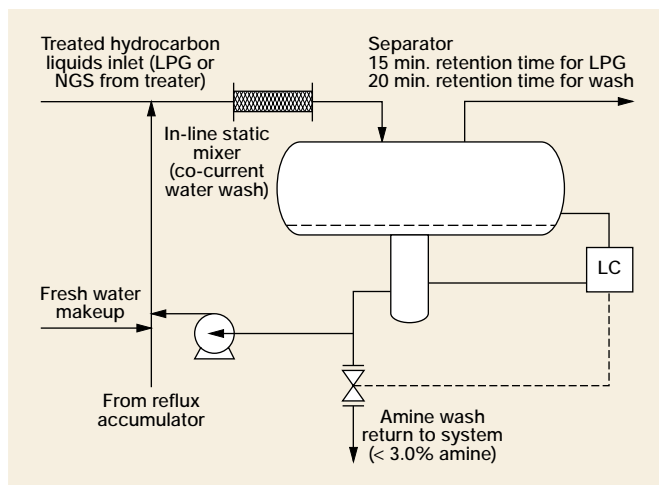 Treated hydrocarbon
liquids inlet (LPG or
NGS from treater)
Separator
15 min. retention time for LPG
20 min. retention time for wash
In-line static
mixer
(co-current
water wash)
LC
Fresh water
makeup
From reflux
accumulator
Amine wash
return to system
(< 3.0% amine)